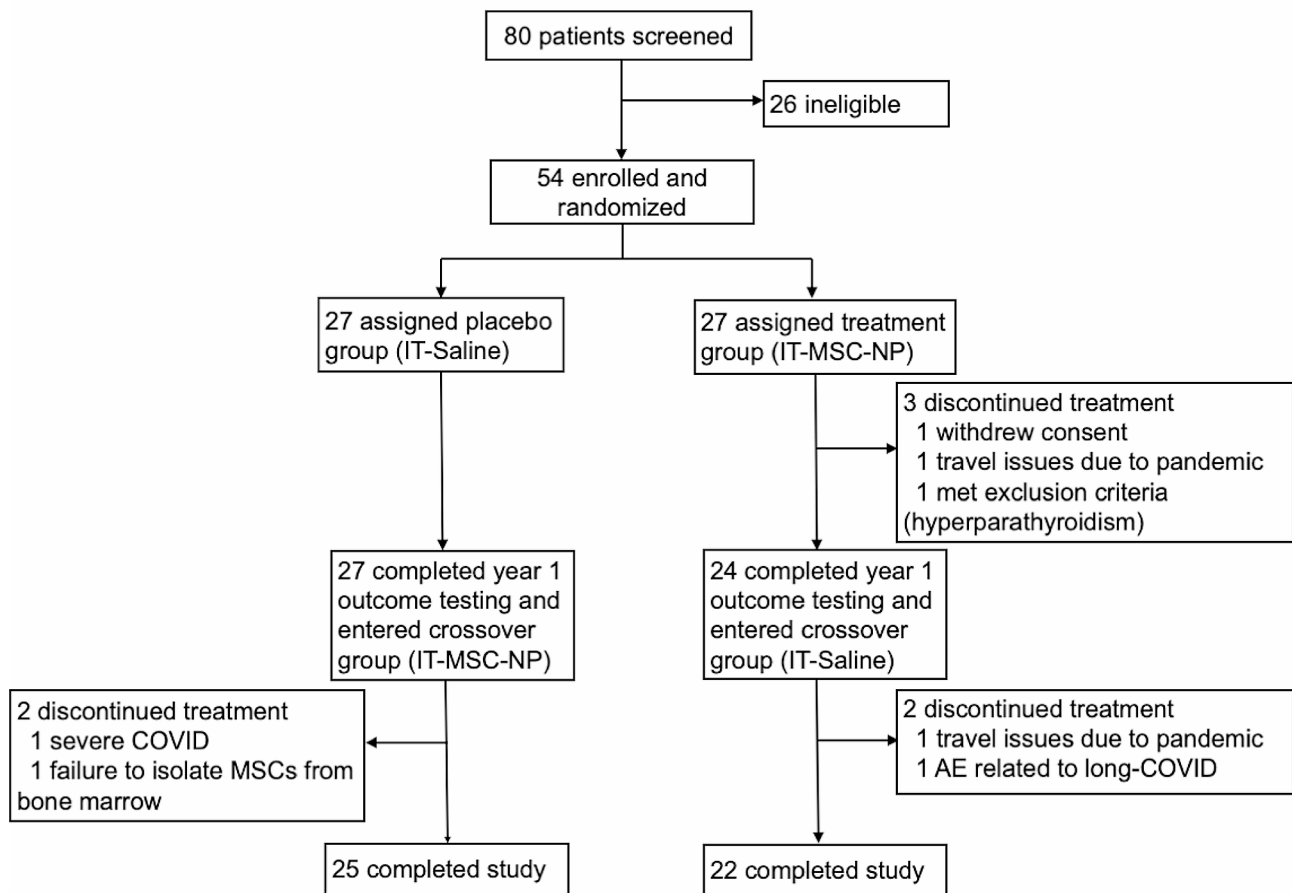 80 patients screened
26 ineligible
54 enrolled and
randomized
27 assigned placebo
group (IT-Saline)
27 assigned treatment
group (IT-MSC-NP)
3 discontinued treatment
1 withdrew consent
1 travel issues due to pandemic
1 met exclusion criteria
(hyperparathyroidism)
27 completed year 1
outcome testing and
entered crossover
group (IT-MSC-NP)
24 completed year 1
outcome testing and
entered crossover
group (IT-Saline)
2 discontinued treatment
1 severe COVID
1 failure to isolate MSCs from
bone marrow
2 discontinued treatment
1 travel issues due to pandemic
1 AE related to long-COVID
25 completed study
22 completed study